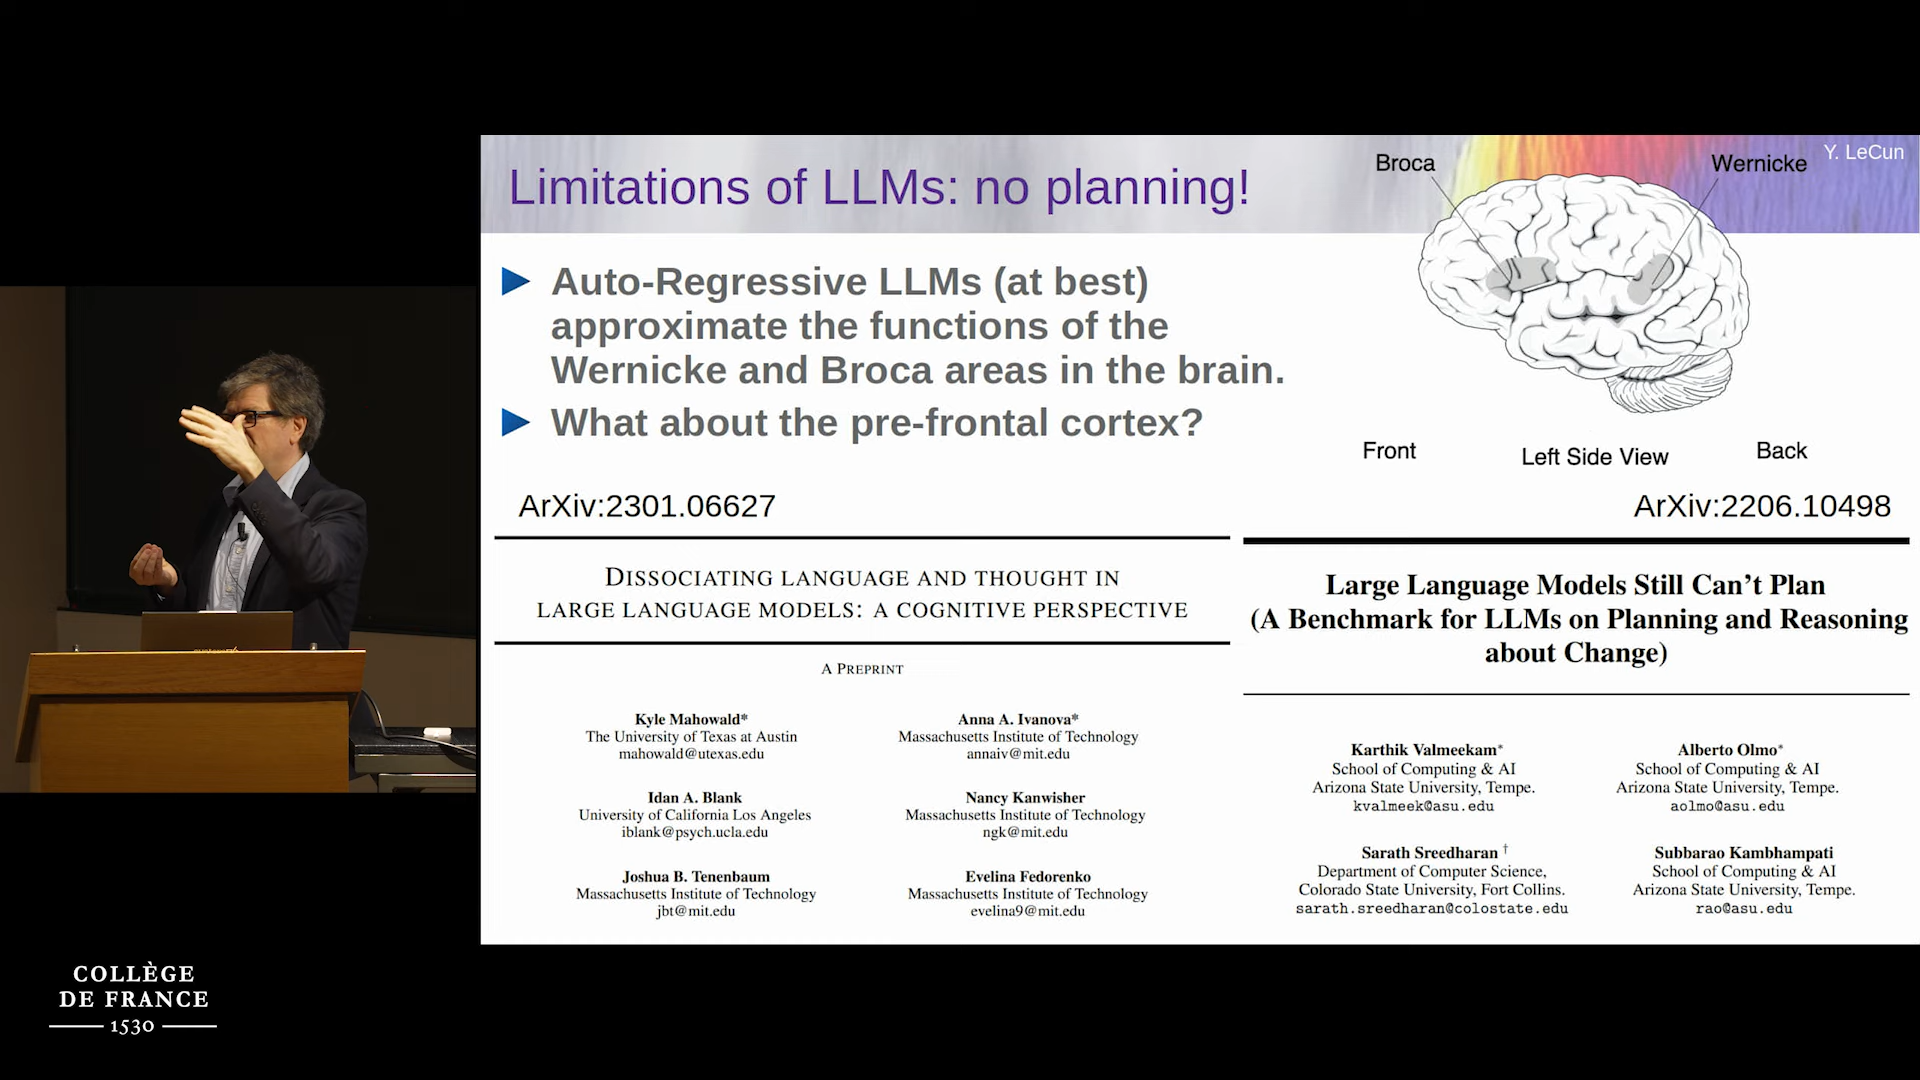 Limitations of LLMs: no planning!
Y. LeCun
Broca
Wernicke
Auto-Regressive LLMs (at best)
approximate the functions of the
Wernicke and Broca areas in the brain.
What about the pre-frontal cortex?
Front
Left Side View
Back
ArXiv:2301.06627
DISSOCIATING LANGUAGE AND THOUGHT IN
LARGE LANGUAGE MODELS: A COGNITIVE PERSPECTIVE
A PREPRINT
Kyle Mahowald*
The University of Texas at Austin
mahowald@utexas.edu
Anna A. Ivanova*
Massachusetts Institute of Technology
annaiv@mit.edu
Idan A. Blank
University of California Los Angeles
iblank@psych.ucla.edu
Nancy Kanwisher
Massachusetts Institute of Technology
ngk@mit.edu
Joshua B. Tenenbaum
Massachusetts Institute of Technology
jbt@mit.edu
Evelina Fedorenko
Massachusetts Institute of Technology
evelina9@mit.edu
ArXiv:2206.10498
Large Language Models Still Can't Plan
(A Benchmark for LLMs on Planning and Reasoning
about Change)
Karthik Valmeekam*
School of Computing & AI
Arizona State University, Tempe.
kvalmeek@asu.edu
Alberto Olmo*
School of Computing & AI
Arizona State University, Tempe.
aolmo@asu.edu
Sarath Sreedharan †
Department of Computer Science,
Colorado State University, Fort Collins.
sarath.sreedharan@colostate.edu
Subbarao Kambhampati
School of Computing & AI
Arizona State University, Tempe.
rao@asu.edu
COLLÈGE
DE FRANCE
1530